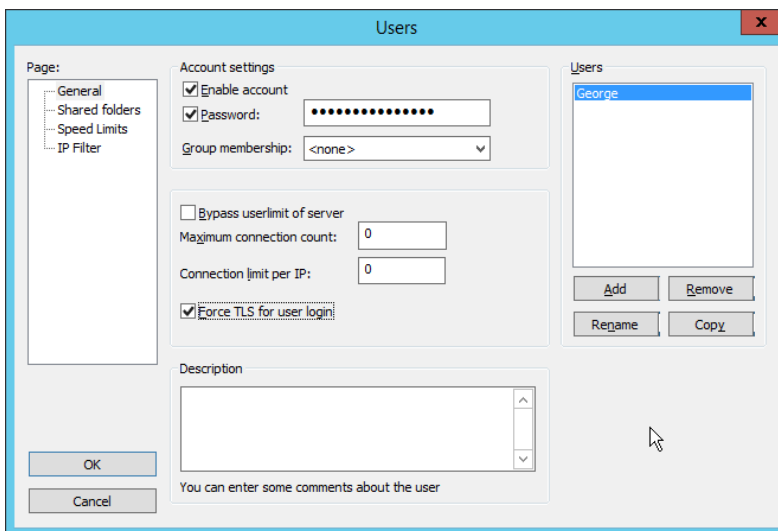 Users
x
Page:
General
Shared folders
Speed Limits
IP Filter
Account settings
Enable account
Password:
●●●●●●●●●●●●●●●
Group membership:
<none>
Bypass userlimit of server
Maximum connection count:
0
Connection limit per IP:
0
Force TLS for user login
Description
You can enter some comments about the user
Users
George
Add
Remove
Rename
Copy
OK
Cancel